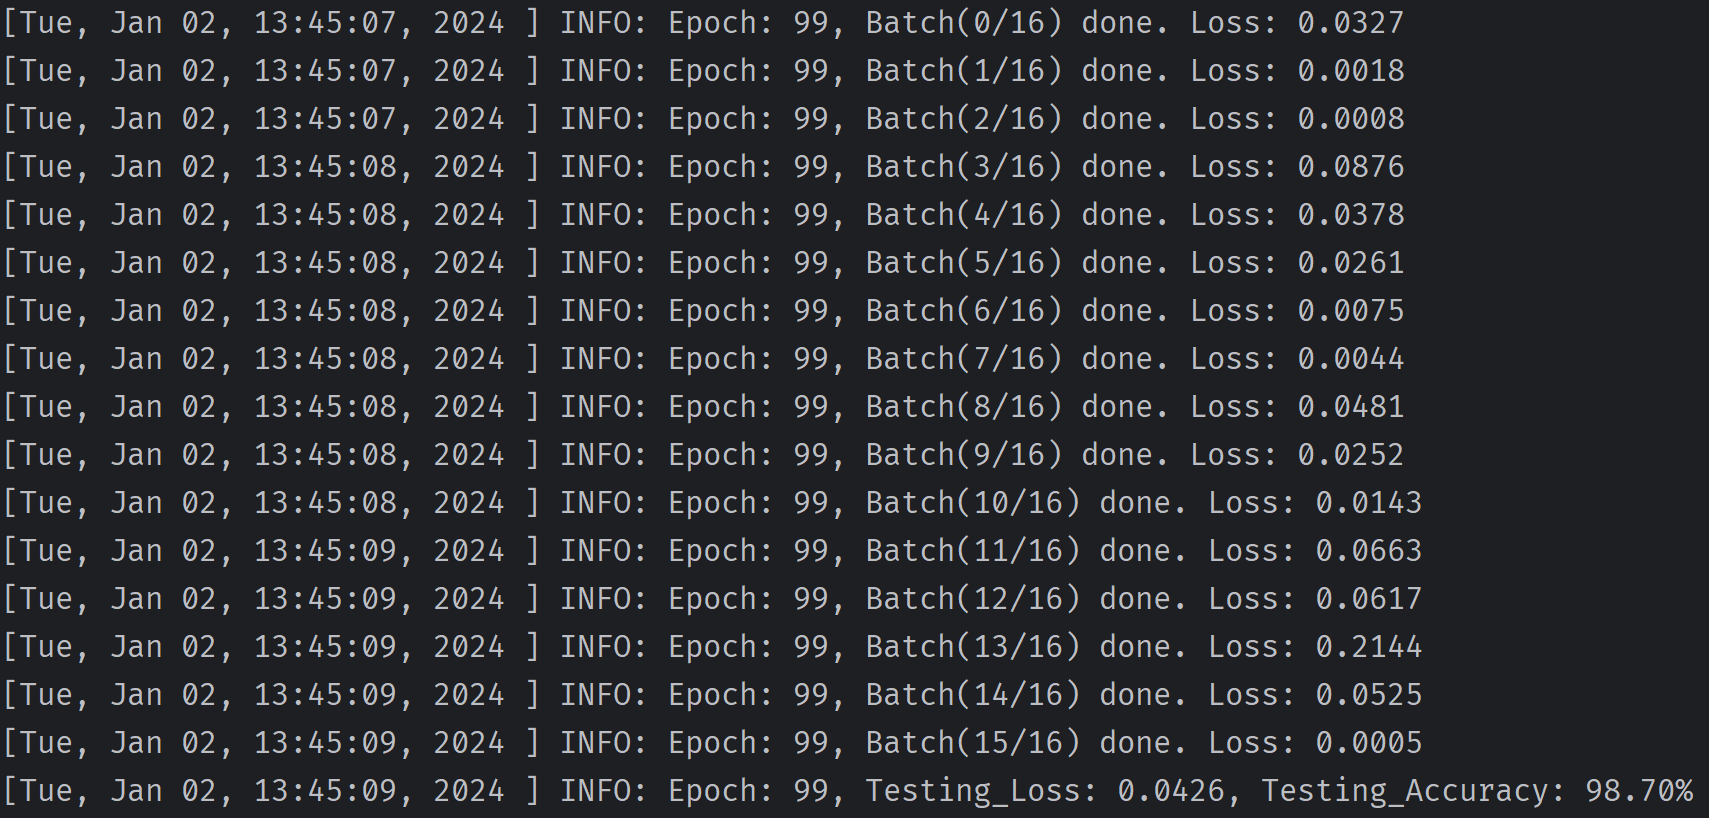 [Tue, Jan 02, 13:45:07, 2024 ] INFO: Epoch: 99, Batch(0/16) done. Loss: 0.0327
[Tue, Jan 02, 13:45:07, 2024 ] INFO: Epoch: 99, Batch(1/16) done. Loss: 0.0018
[Tue, Jan 02, 13:45:07, 2024 ] INFO: Epoch: 99, Batch(2/16) done. Loss: 0.0008
[Tue, Jan 02, 13:45:08, 2024 ] INFO: Epoch: 99, Batch(3/16) done. Loss: 0.0876
[Tue, Jan 02, 13:45:08, 2024 ] INFO: Epoch: 99, Batch(4/16) done. Loss: 0.0378
[Tue, Jan 02, 13:45:08, 2024 ] INFO: Epoch: 99, Batch(5/16) done. Loss: 0.0261
[Tue, Jan 02, 13:45:08, 2024 ] INFO: Epoch: 99, Batch(6/16) done. Loss: 0.0075
[Tue, Jan 02, 13:45:08, 2024 ] INFO: Epoch: 99, Batch(7/16) done. Loss: 0.0044
[Tue, Jan 02, 13:45:08, 2024 ] INFO: Epoch: 99, Batch(8/16) done. Loss: 0.0481
[Tue, Jan 02, 13:45:08, 2024 ] INFO: Epoch: 99, Batch(9/16) done. Loss: 0.0252
[Tue, Jan 02, 13:45:08, 2024 ] INFO: Epoch: 99, Batch(10/16) done. Loss: 0.0143
[Tue, Jan 02, 13:45:09, 2024 ] INFO: Epoch: 99, Batch(11/16) done. Loss: 0.0663
[Tue, Jan 02, 13:45:09, 2024 ] INFO: Epoch: 99, Batch(12/16) done. Loss: 0.0617
[Tue, Jan 02, 13:45:09, 2024 ] INFO: Epoch: 99, Batch(13/16) done. Loss: 0.2144
[Tue, Jan 02, 13:45:09, 2024 ] INFO: Epoch: 99, Batch(14/16) done. Loss: 0.0525
[Tue, Jan 02, 13:45:09, 2024 ] INFO: Epoch: 99, Batch(15/16) done. Loss: 0.0005
[Tue, Jan 02, 13:45:09, 2024 ] INFO: Epoch: 99, Testing_Loss: 0.0426, Testing_Accuracy: 98.70%